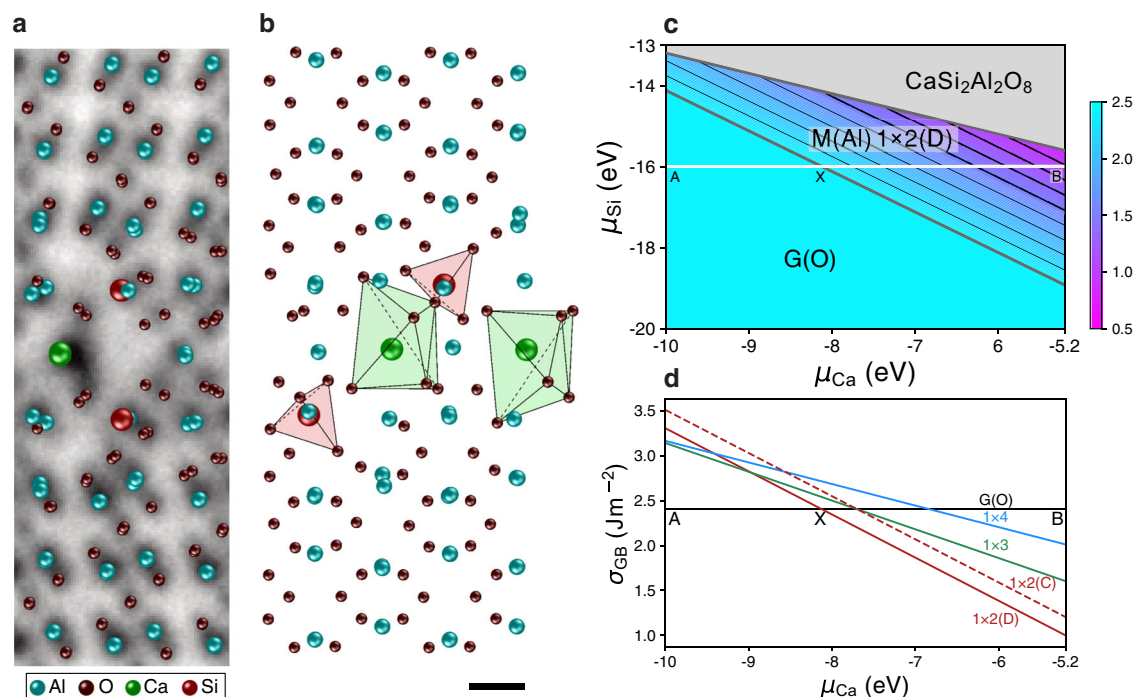 a
b
c
d
Al O Ca Si
-13
-14
-16
-18
-20
μSi (eV)
CaSi2Al2O8
M(Al) 1×2(D)
A X B
G(O)
-10 -9 -8 -7 -6 -5.2
μCa (eV)
2.5
2.0
1.5
1.0
0.5
3.5
3.0
2.5
2.0
1.5
1.0
σGB (Jm−2)
G(O)
A X B
1×4
1×3
1×2(C)
1×2(D)
-10 -9 -8 -7 -6 -5.2
μCa (eV)